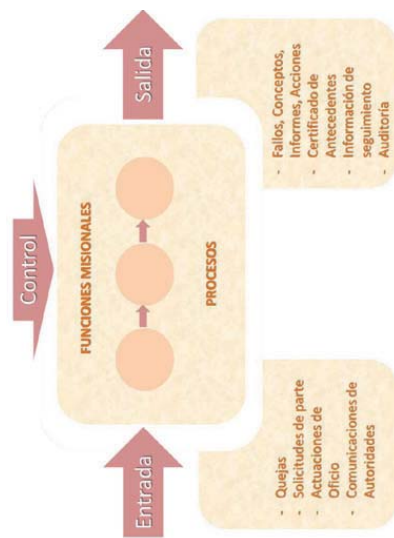 Control
Entrada
FUNCIONES MISIONALES
PROCESOS
Salida
- Quejas
- Solicitudes de parte
- Actuaciones de
Oficio
- Comunicaciones de
Autoridades
- Fallos, Conceptos,
Informes, Acciones
- Certificado de
Antecedentes
- Información de
seguimiento
- Auditoria